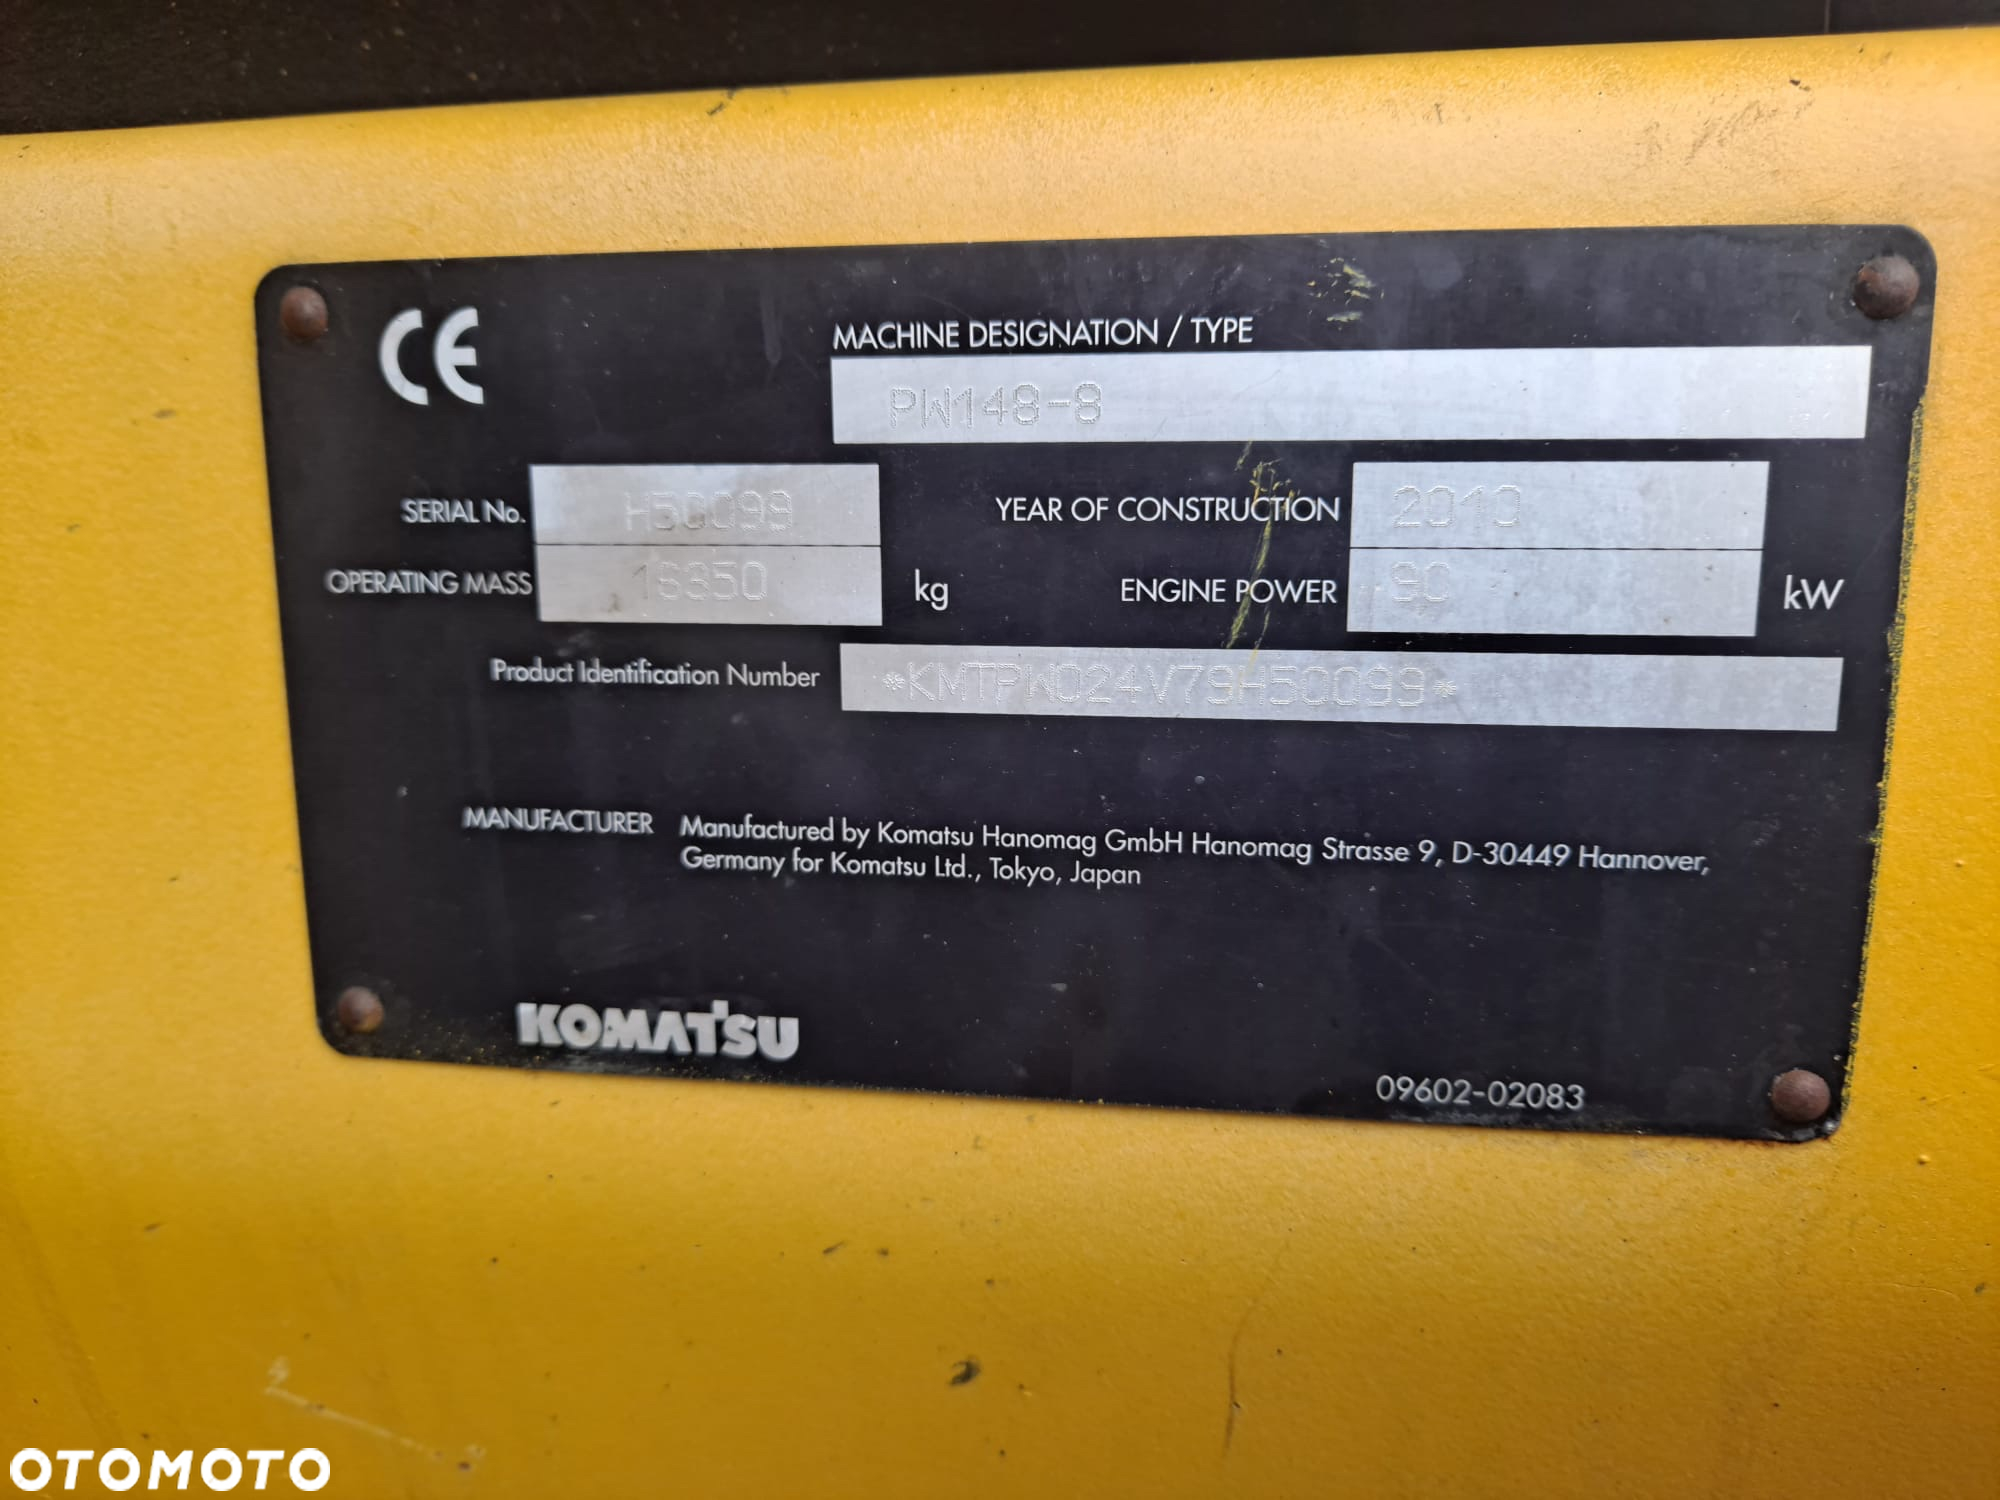 CE
MACHINE DESIGNATION / TYPE
PW148-8
SERIAL No. H50099
YEAR OF CONSTRUCTION 2010
OPERATING MASS 16350 kg
ENGINE POWER 90 kW
Product Identification Number *KMTPW024V79H50099*
MANUFACTURER Manufactured by Komatsu Hanomag GmbH Hanomag Strasse 9, D-30449 Hannover,
Germany for Komatsu Ltd., Tokyo, Japan
KOMATSU
09602-02083
OTOMOTO